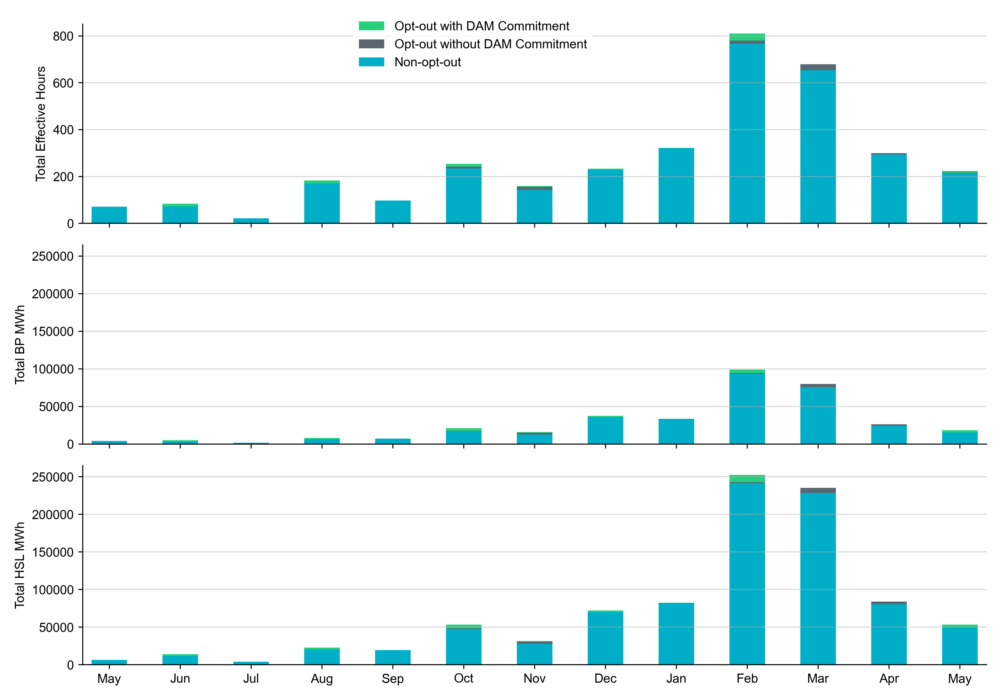 Opt-out with DAM Commitment
Opt-out without DAM Commitment
Non-opt-out
Total Effective Hours
800
600
400
200
0
Total BP MWh
250000
200000
150000
100000
50000
0
Total HSL MWh
250000
200000
150000
100000
50000
0
May Jun Jul Aug Sep Oct Nov Dec Jan Feb Mar Apr May